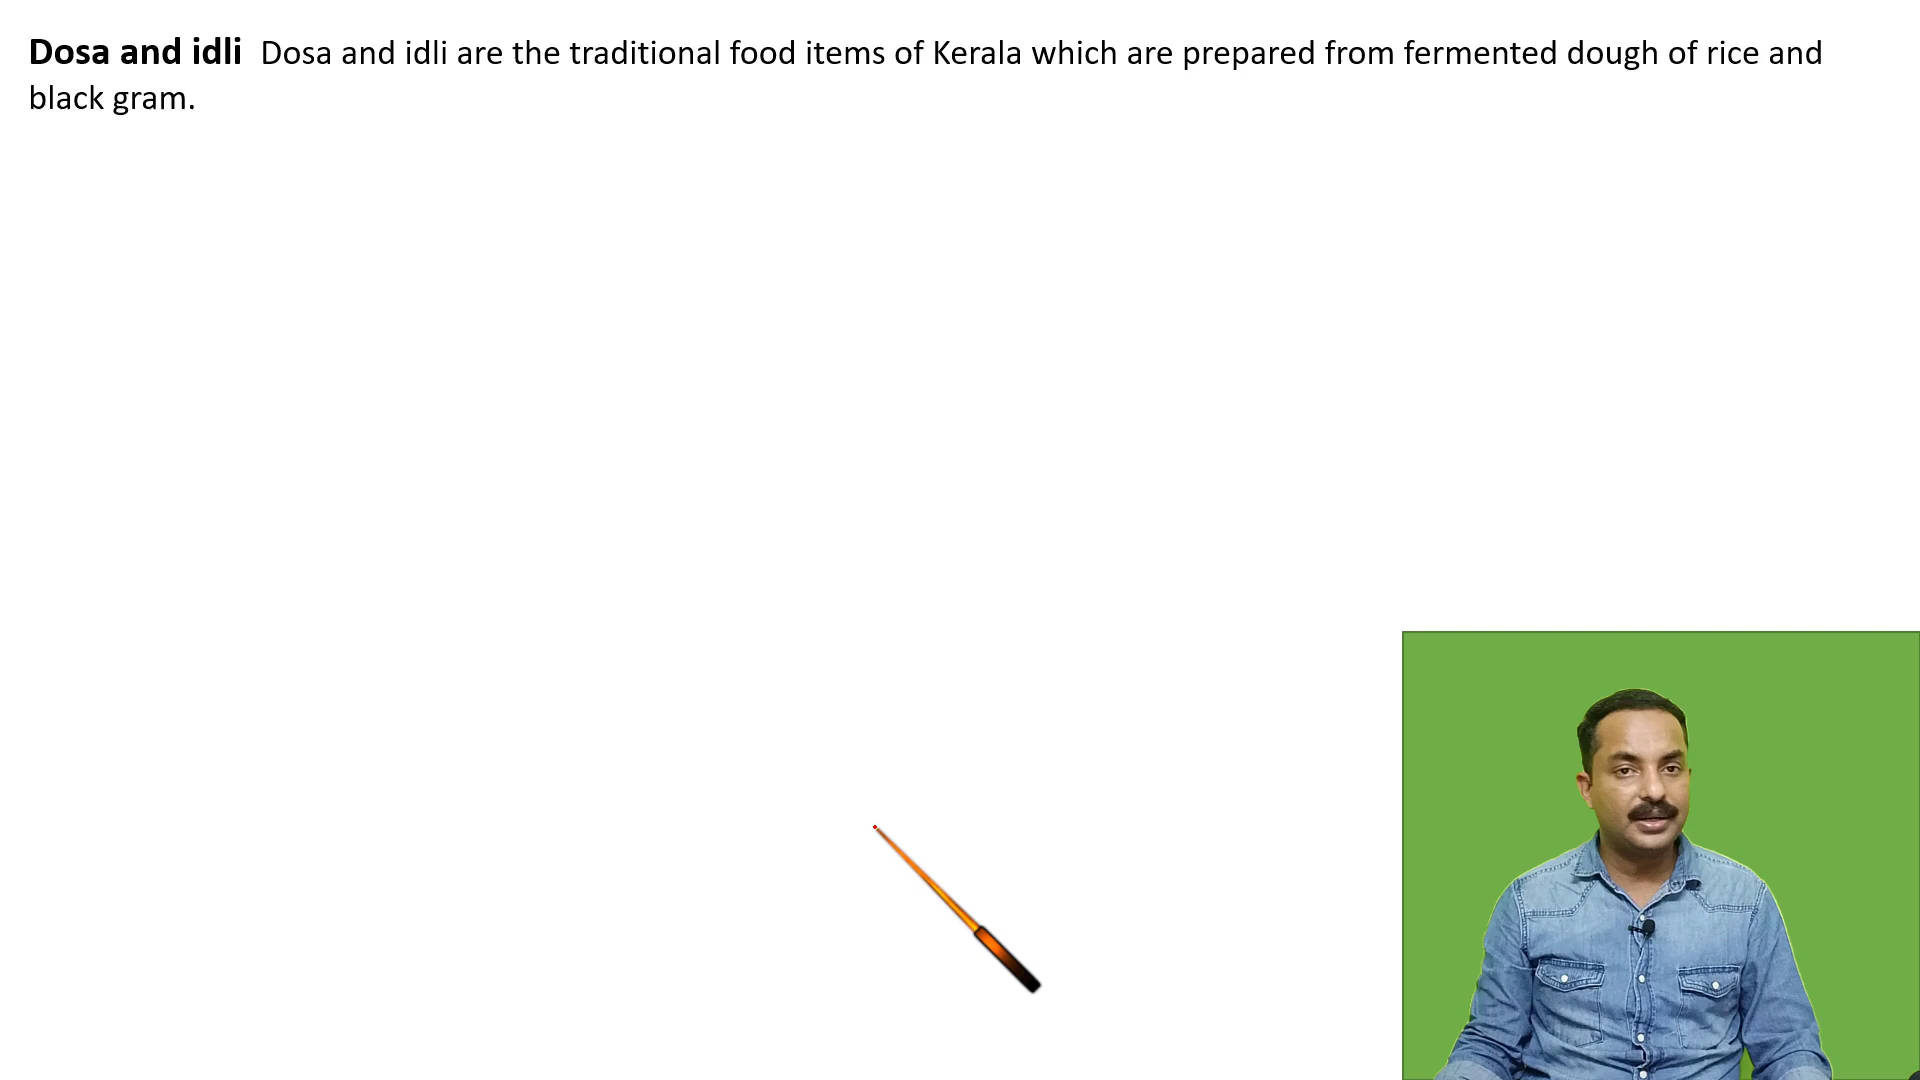 Dosa and idli Dosa and idli are the traditional food items of Kerala which are prepared from fermented dough of rice and
black gram.